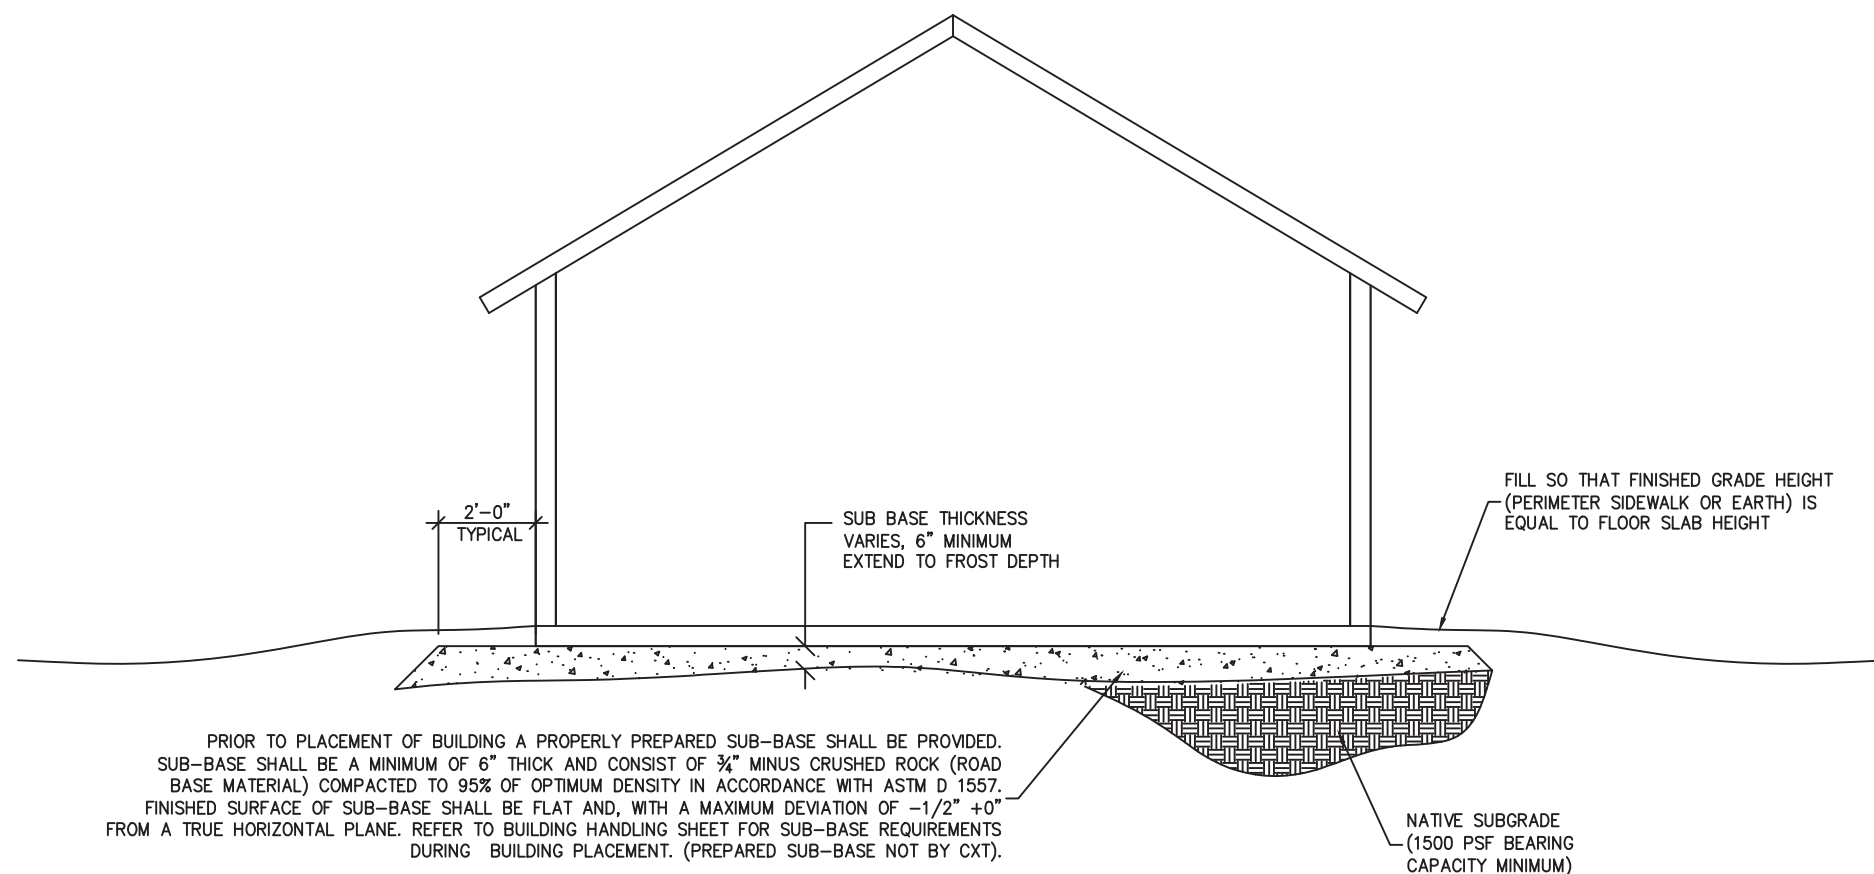 FILL SO THAT FINISHED GRADE HEIGHT
(PERIMETER SIDEWALK OR EARTH) IS
EQUAL TO FLOOR SLAB HEIGHT
2'-0"
TYPICAL
SUB BASE THICKNESS
VARIES, 6" MINIMUM
EXTEND TO FROST DEPTH
PRIOR TO PLACEMENT OF BUILDING A PROPERLY PREPARED SUB-BASE SHALL BE PROVIDED.
SUB-BASE SHALL BE A MINIMUM OF 6" THICK AND CONSIST OF ¾" MINUS CRUSHED ROCK (ROAD
BASE MATERIAL) COMPACTED TO 95% OF OPTIMUM DENSITY IN ACCORDANCE WITH ASTM D 1557.
FINISHED SURFACE OF SUB-BASE SHALL BE FLAT AND, WITH A MAXIMUM DEVIATION OF -1/2" +0"
FROM A TRUE HORIZONTAL PLANE. REFER TO BUILDING HANDLING SHEET FOR SUB-BASE REQUIREMENTS
DURING BUILDING PLACEMENT. (PREPARED SUB-BASE NOT BY CXT).
NATIVE SUBGRADE
(1500 PSF BEARING
CAPACITY MINIMUM)